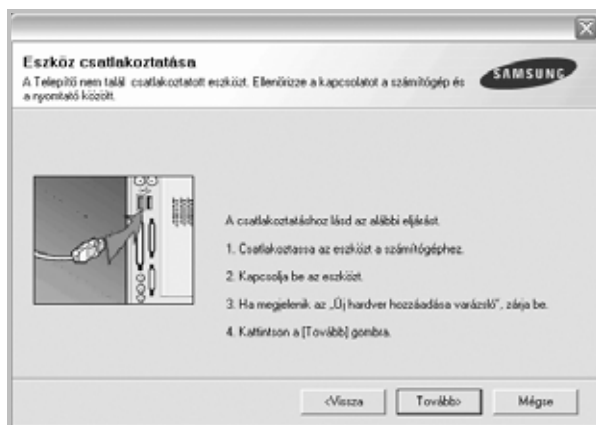 Eszköz csatlakoztatása
A Telepítő nem talál csatlakoztatott eszközt. Ellenőrizze a kapcsolatot a számítógép és
a nyomtató között.
SAMSUNG
A csatlakoztatáshoz lásd az alábbi eljárást.
1. Csatlakoztassa az eszközt a számítógéphez.
2. Kapcsolja be az eszközt.
3. Ha megjelenik az „Új hardver hozzáadása varázsló”, zárja be.
4. Kattintson a [Tovább] gombra.
<Vissza
Tovább>
Mégse